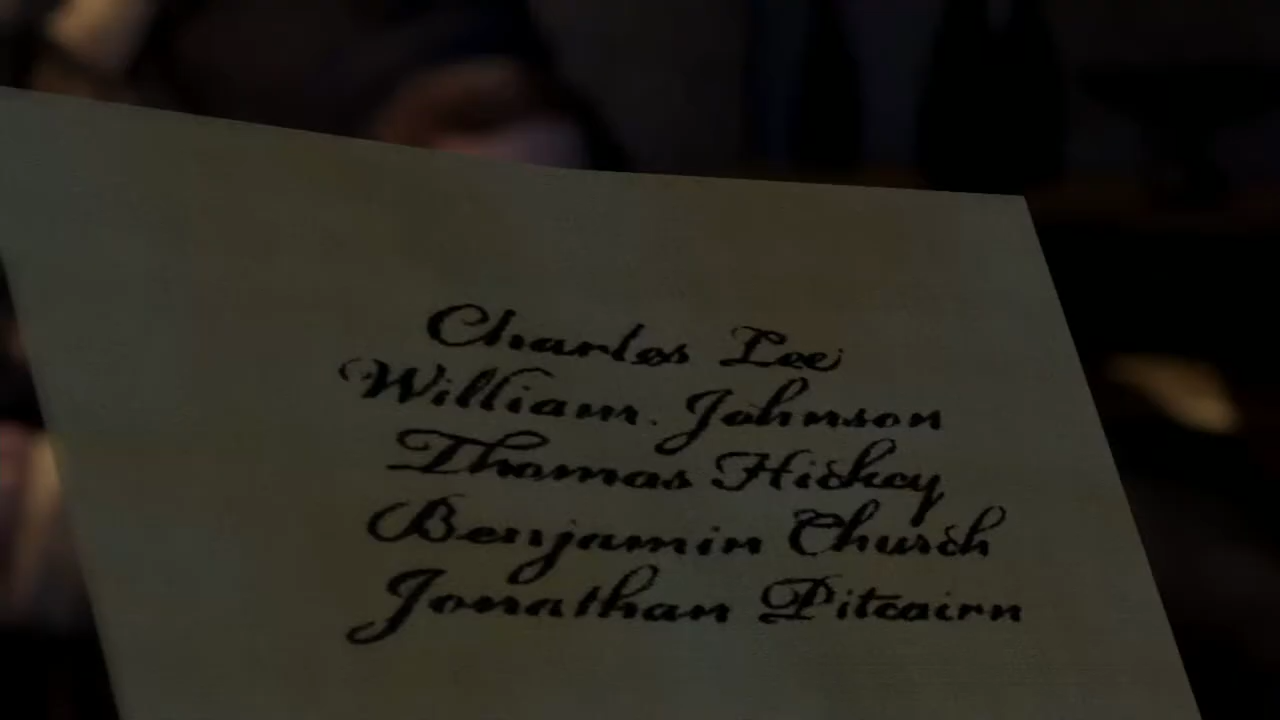 Charles Lee
William. Johnson
Thomas Hickey
Benjamin Church
Jonathan Pitcairn